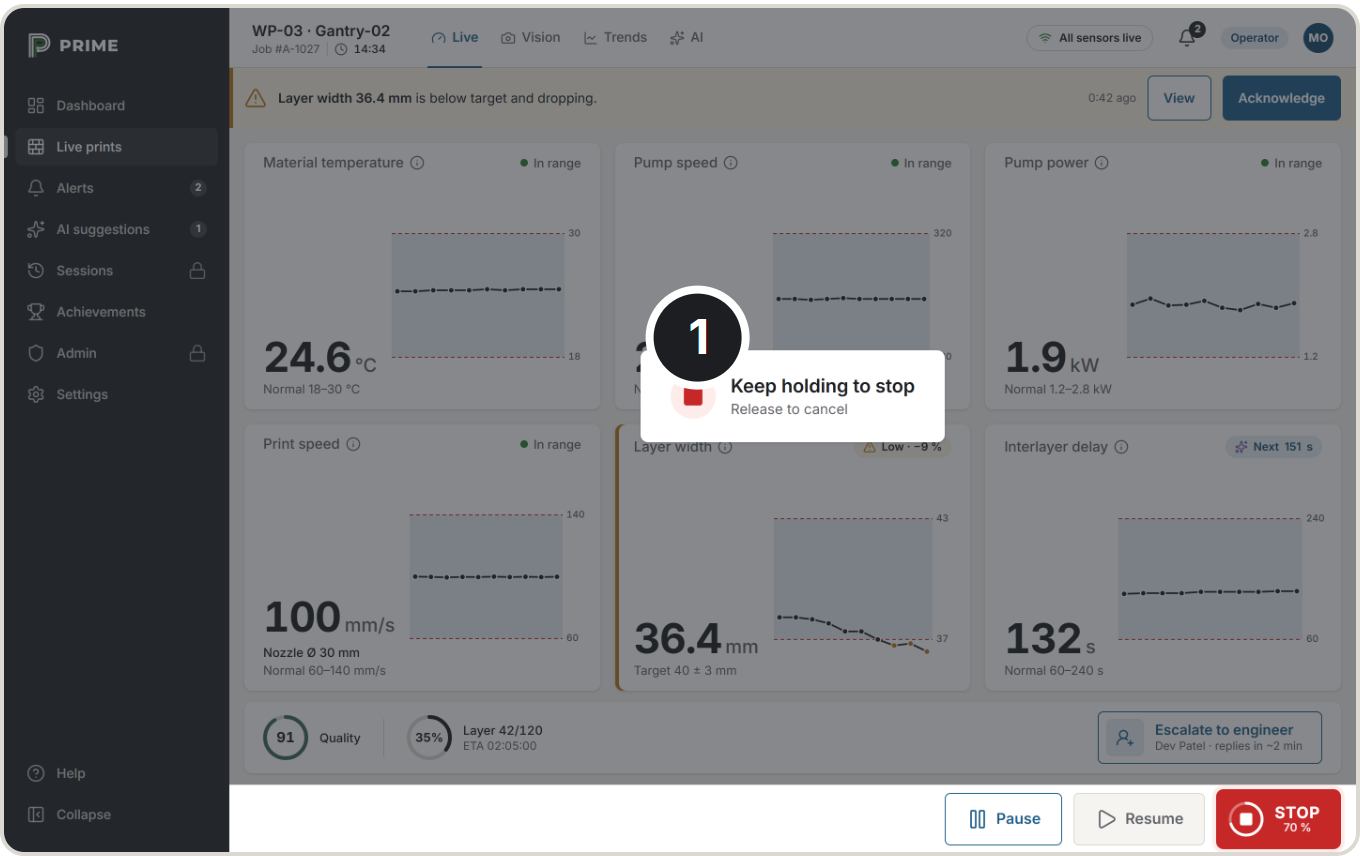 PRIME
Dashboard
Live prints
Alerts 2
AI suggestions 1
Sessions
Achievements
Admin
Settings
Help
Collapse
WP-03 · Gantry-02
Job #A-1027 14:34
Live Vision Trends AI
All sensors live
2
Operator
MO
Layer width 36.4 mm is below target and dropping.
0:42 ago
View
Acknowledge
Material temperature
In range
30
18
24.6 °C
Normal 18–30 °C
Pump speed
In range
320
Pump power
In range
2.8
1.2
1.9 kW
Normal 1.2–2.8 kW
1
Keep holding to stop
Release to cancel
Print speed
In range
140
60
100 mm/s
Nozzle Ø 30 mm
Normal 60–140 mm/s
Layer width
Low · −9 %
43
37
36.4 mm
Target 40 ± 3 mm
Interlayer delay
Next 151 s
240
60
132 s
Normal 60–240 s
91 Quality
35%
Layer 42/120
ETA 02:05:00
Escalate to engineer
Dev Patel · replies in ~2 min
Pause
Resume
STOP
70 %